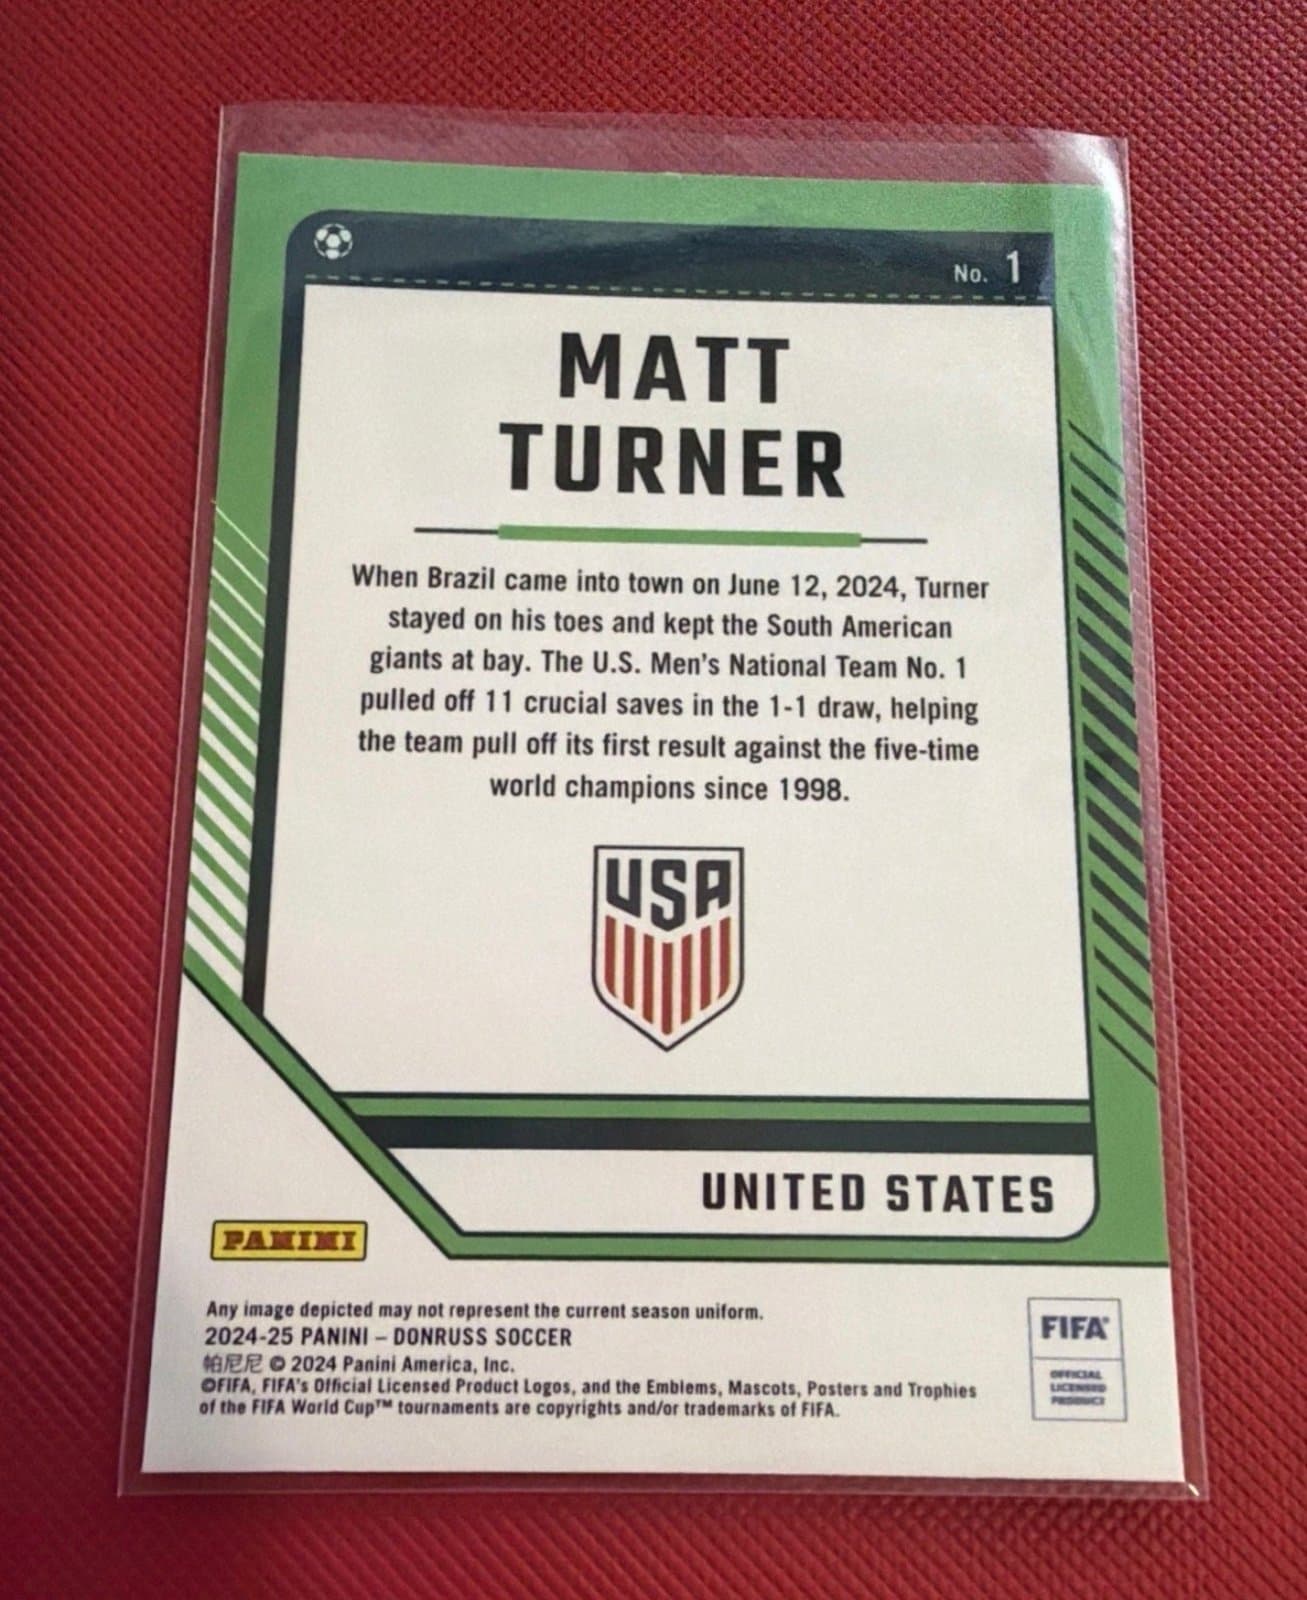 No. 1
MATT
TURNER
When Brazil came into town on June 12, 2024, Turner
stayed on his toes and kept the South American
giants at bay. The U.S. Men's National Team No. 1
pulled off 11 crucial saves in the 1-1 draw, helping
the team pull off its first result against the five-time
world champions since 1998.
USA
UNITED STATES
PANINI
Any image depicted may not represent the current season uniform.
2024-25 PANINI – DONRUSS SOCCER
帕尼尼 © 2024 Panini America, Inc.
©FIFA, FIFA's Official Licensed Product Logos, and the Emblems, Mascots, Posters and Trophies
of the FIFA World Cup™ tournaments are copyrights and/or trademarks of FIFA.
FIFA®
OFFICIAL
LICENSED
PRODUCT